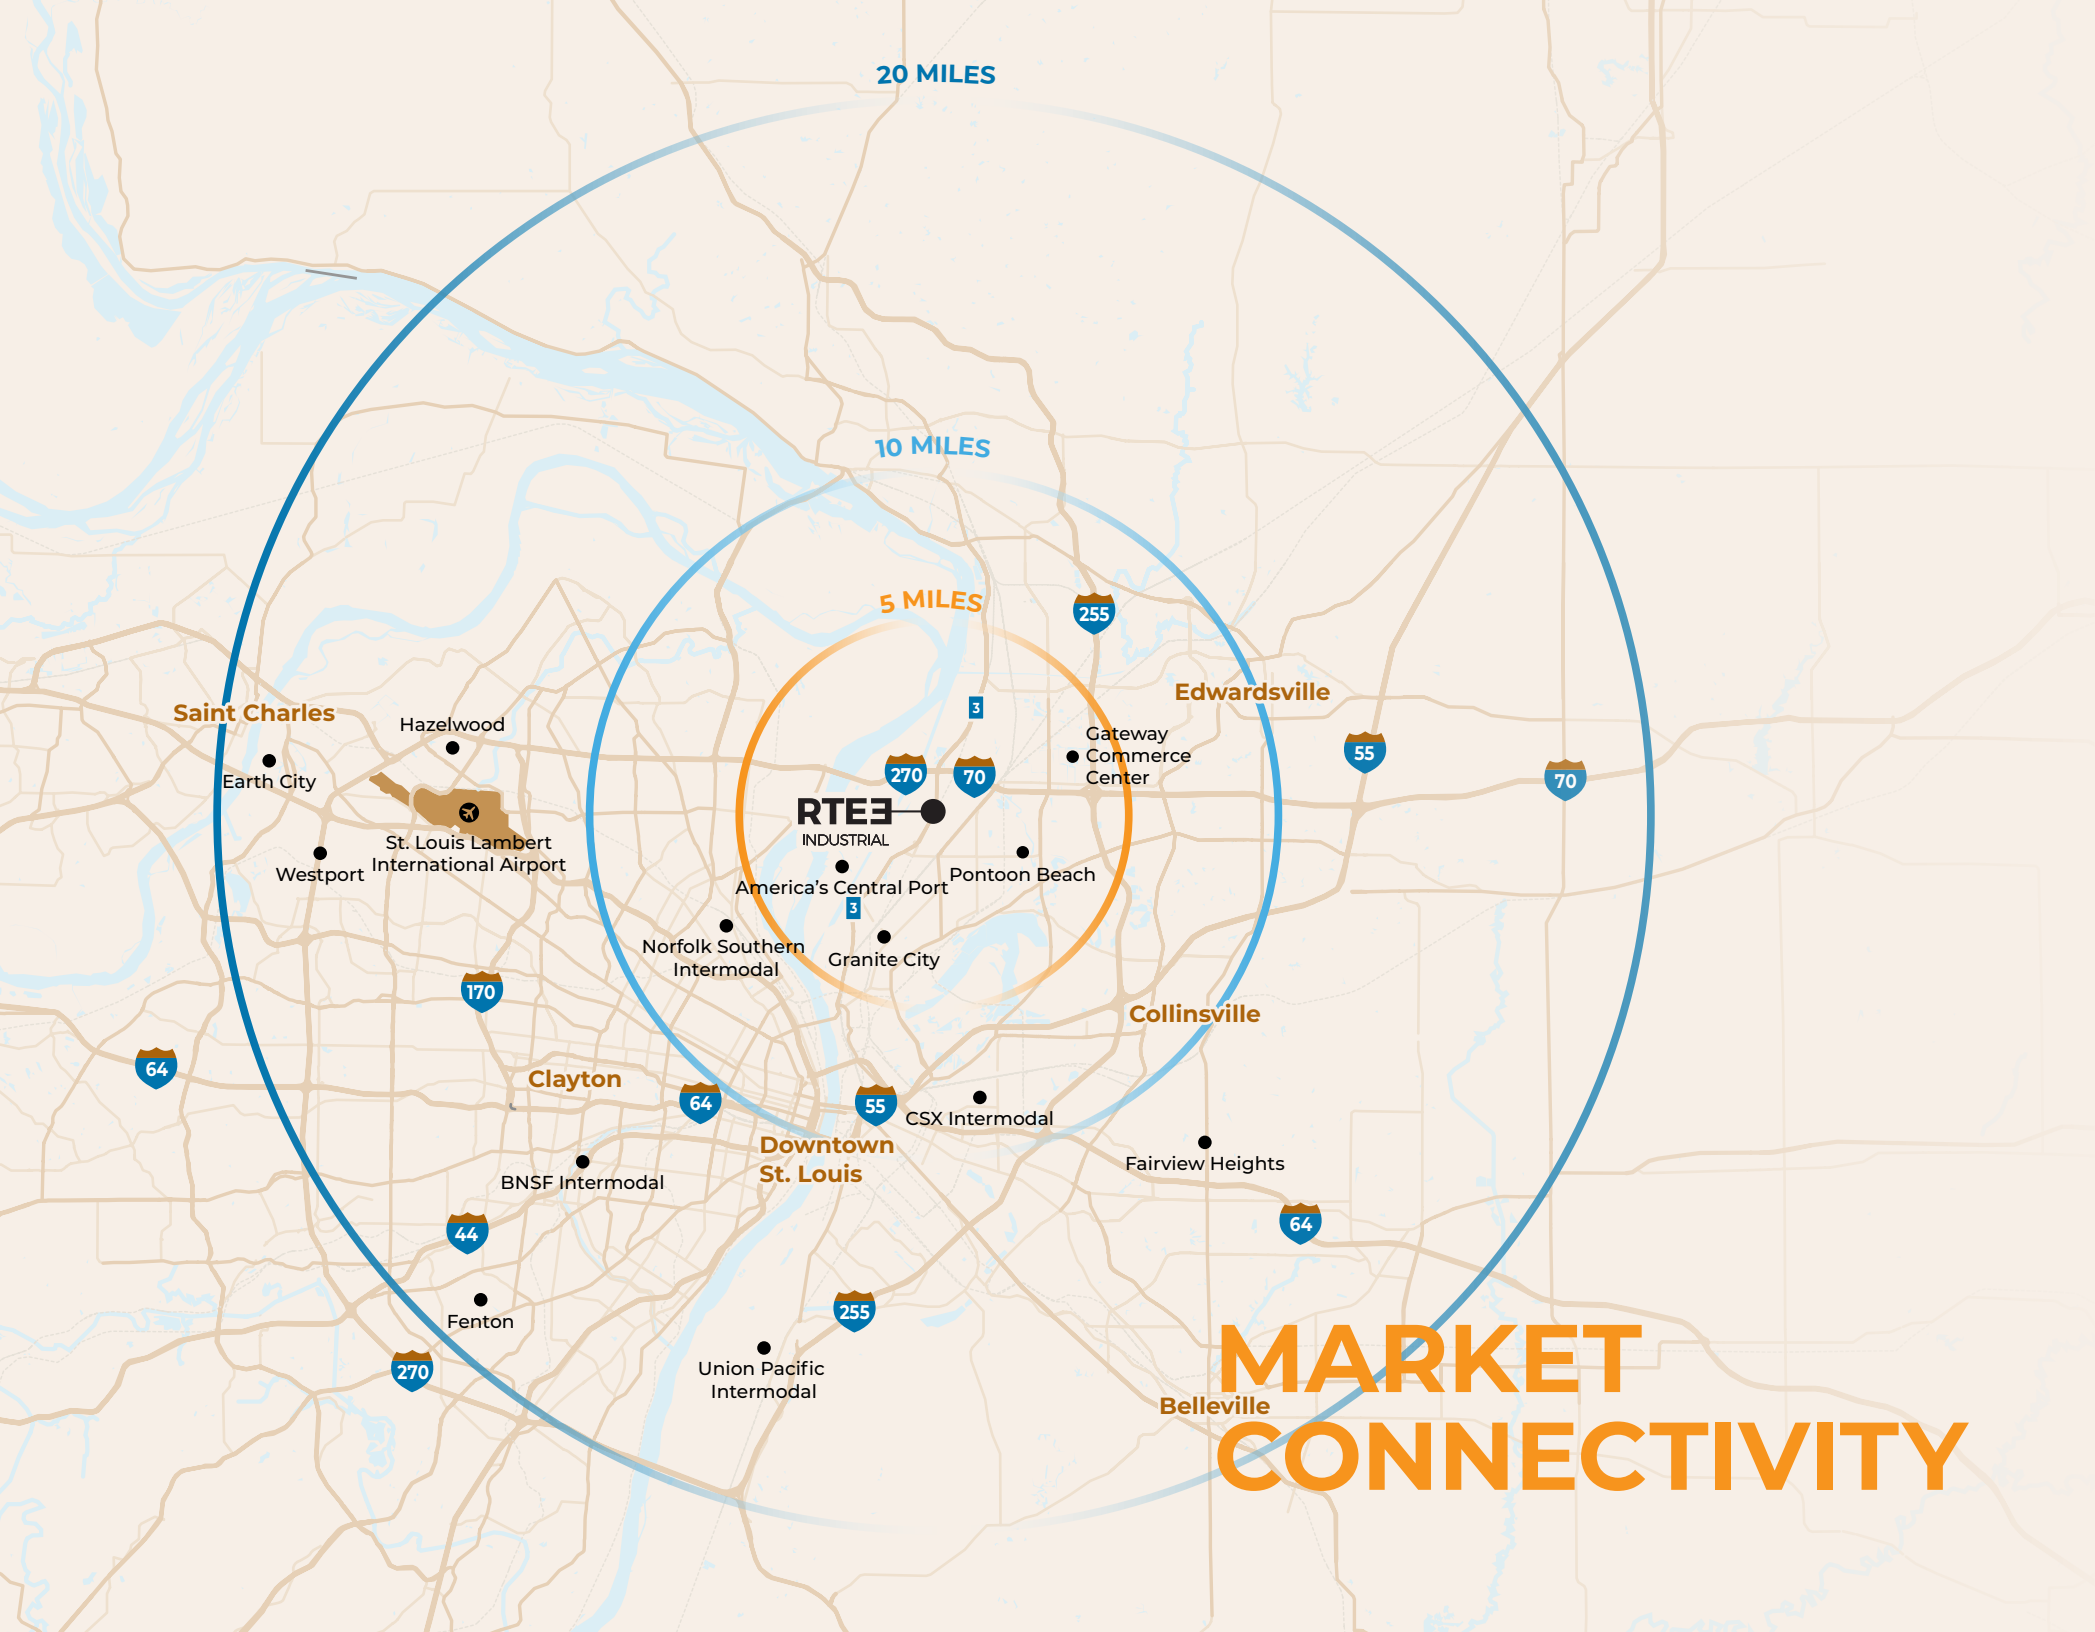 20 MILES
10 MILES
5 MILES
255
Edwardsville
3
Saint Charles
Hazelwood
Gateway
Commerce
Center
55
Earth City
270
70
70
RTE3
INDUSTRIAL
St. Louis Lambert
International Airport
Westport
America's Central Port
Pontoon Beach
3
Norfolk Southern
Intermodal
Granite City
170
Collinsville
64
Clayton
64
55
CSX Intermodal
Downtown
St. Louis
Fairview Heights
BNSF Intermodal
44
64
Fenton
255
270
Union Pacific
Intermodal
Belleville
MARKET
CONNECTIVITY